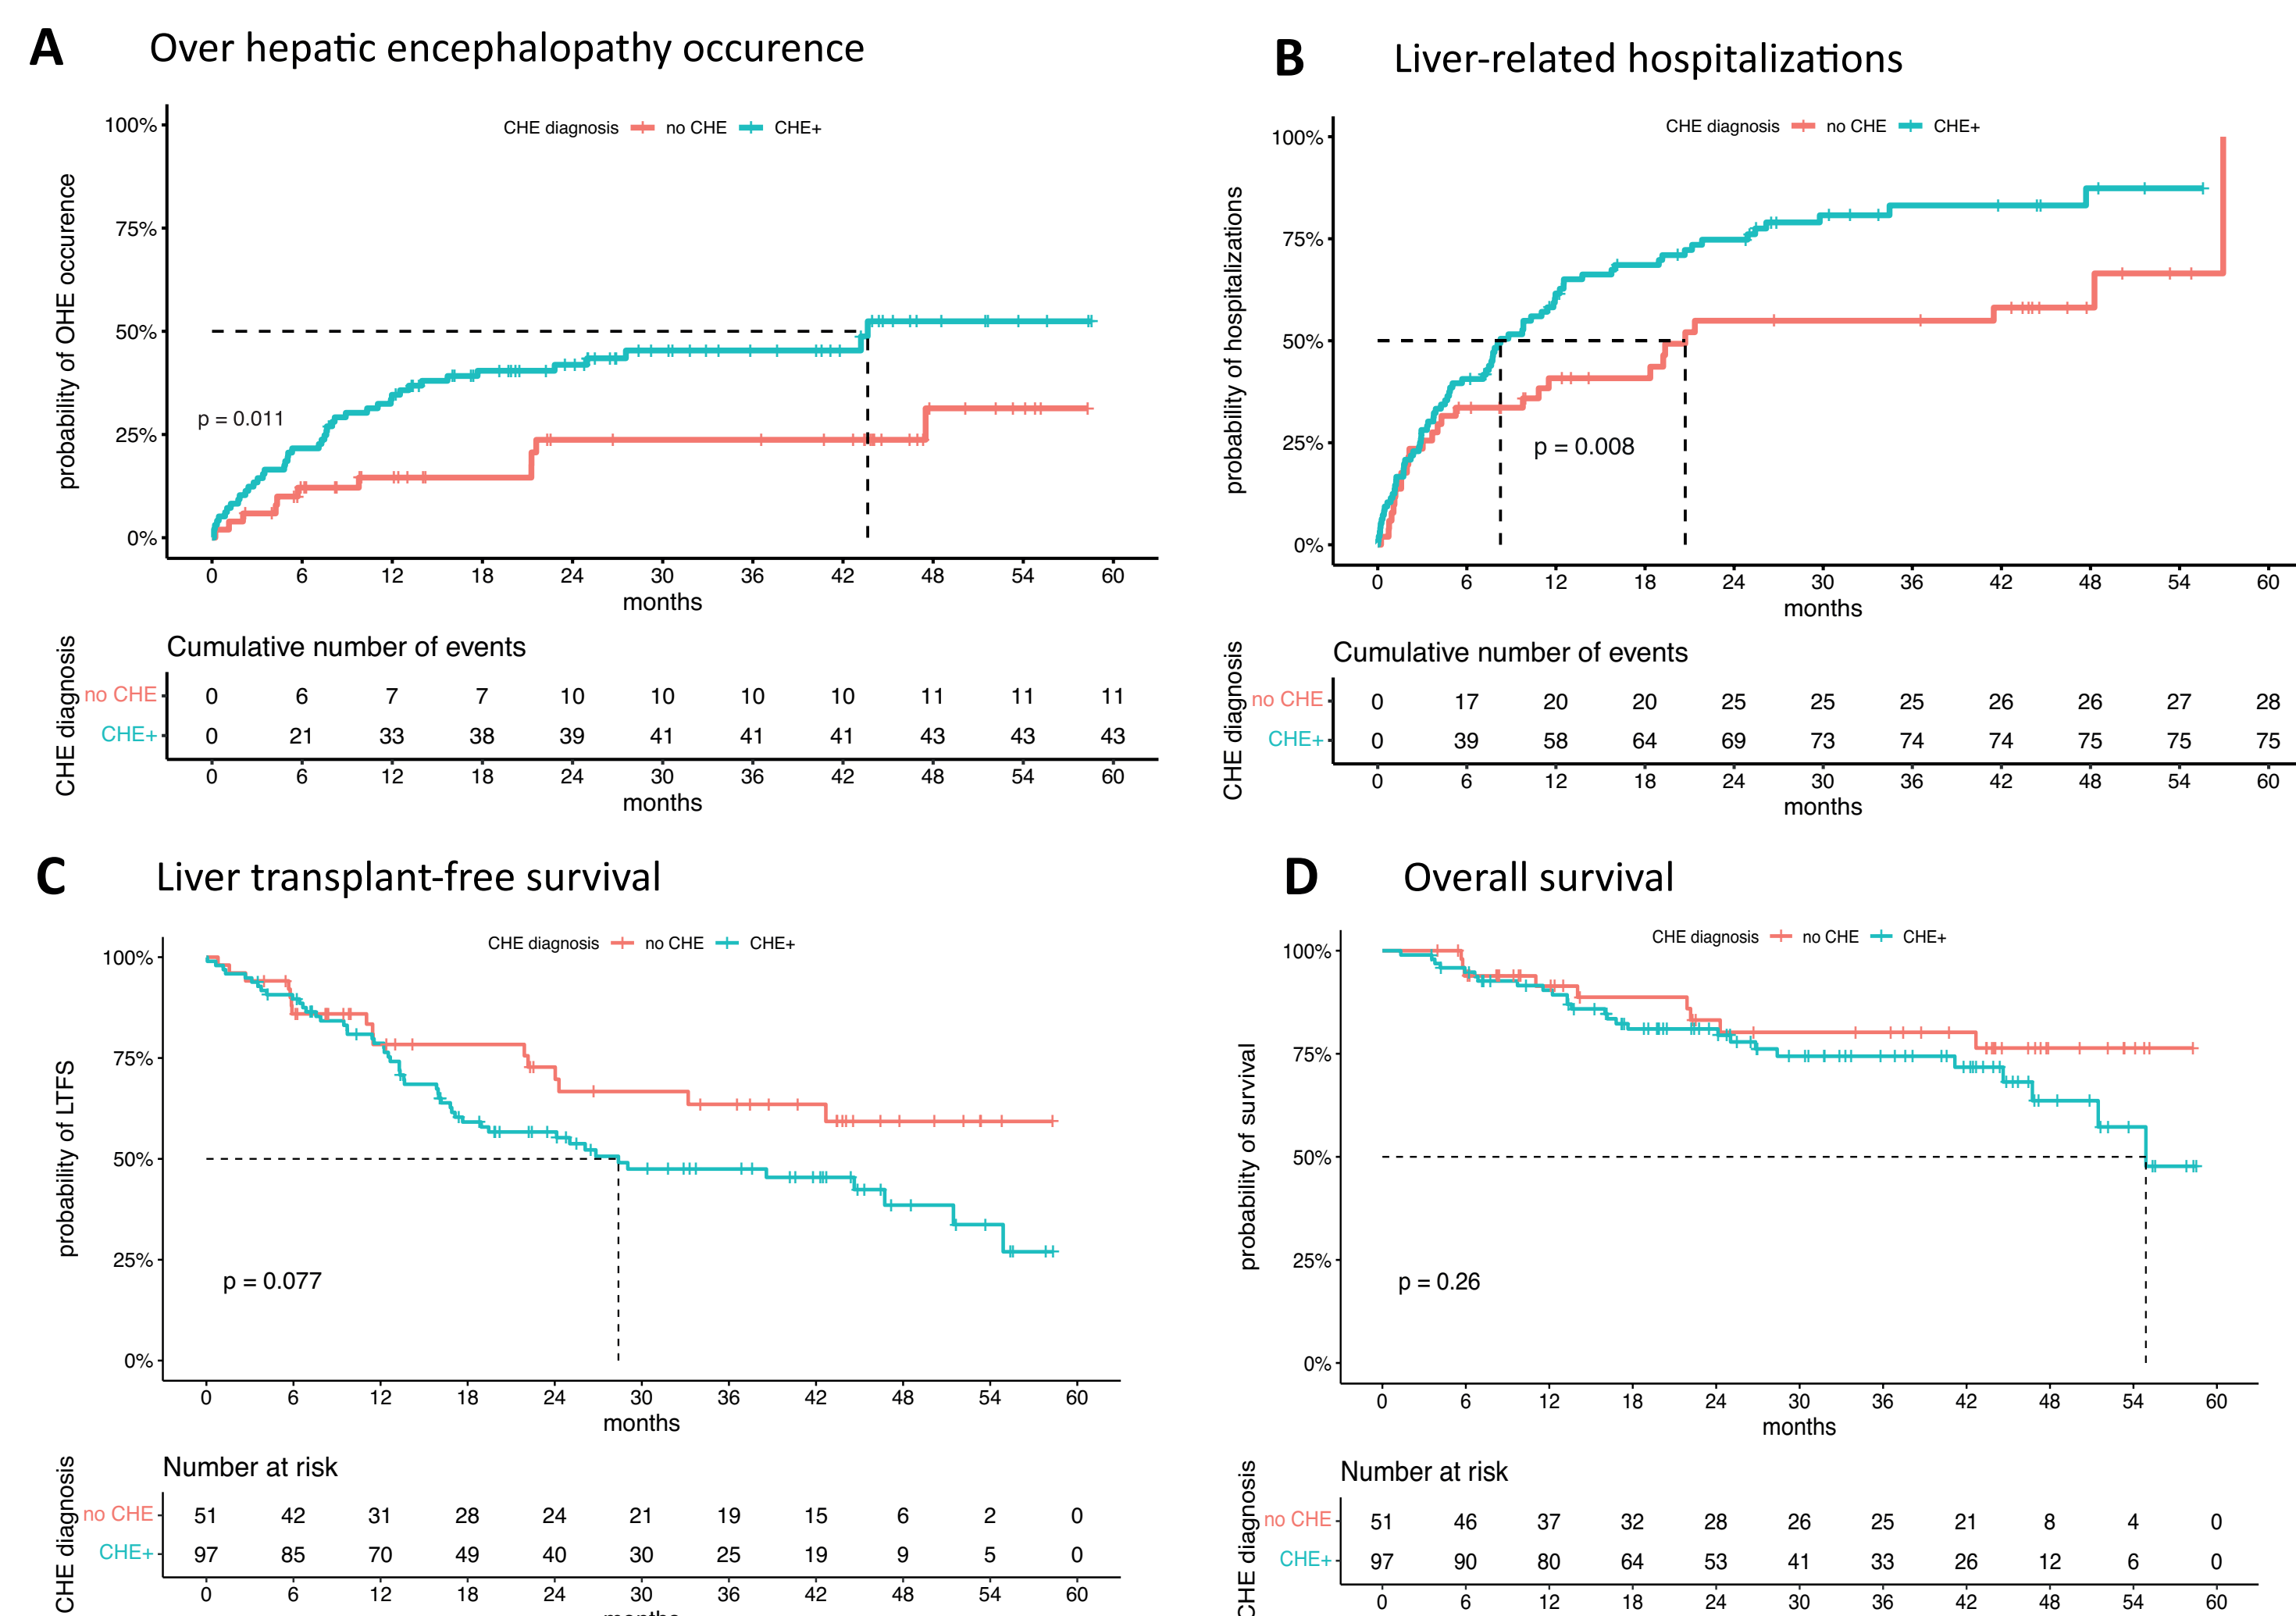 A Over hepatic encephalopathy occurence
CHE diagnosis no CHE CHE+
probability of OHE occurence
100%
75%
50%
25%
0%
p = 0.011
0 6 12 18 24 30 36 42 48 54 60
months
Cumulative number of events
CHE diagnosis
no CHE 0 6 7 7 10 10 10 10 11 11 11
CHE+ 0 21 33 38 39 41 41 41 43 43 43
0 6 12 18 24 30 36 42 48 54 60
months
B Liver-related hospitalizations
CHE diagnosis no CHE CHE+
probability of hospitalizations
100%
75%
50%
25%
0%
p = 0.008
0 6 12 18 24 30 36 42 48 54 60
months
Cumulative number of events
CHE diagnosis
no CHE 0 17 20 20 25 25 25 26 26 27 28
CHE+ 0 39 58 64 69 73 74 74 75 75 75
0 6 12 18 24 30 36 42 48 54 60
months
C Liver transplant-free survival
CHE diagnosis no CHE CHE+
probability of LTFS
100%
75%
50%
25%
0%
p = 0.077
0 6 12 18 24 30 36 42 48 54 60
months
Number at risk
CHE diagnosis
no CHE 51 42 31 28 24 21 19 15 6 2 0
CHE+ 97 85 70 49 40 30 25 19 9 5 0
0 6 12 18 24 30 36 42 48 54 60
D Overall survival
CHE diagnosis no CHE CHE+
probability of survival
100%
75%
50%
25%
0%
p = 0.26
0 6 12 18 24 30 36 42 48 54 60
months
Number at risk
CHE diagnosis
no CHE 51 46 37 32 28 26 25 21 8 4 0
CHE+ 97 90 80 64 53 41 33 26 12 6 0
0 6 12 18 24 30 36 42 48 54 60